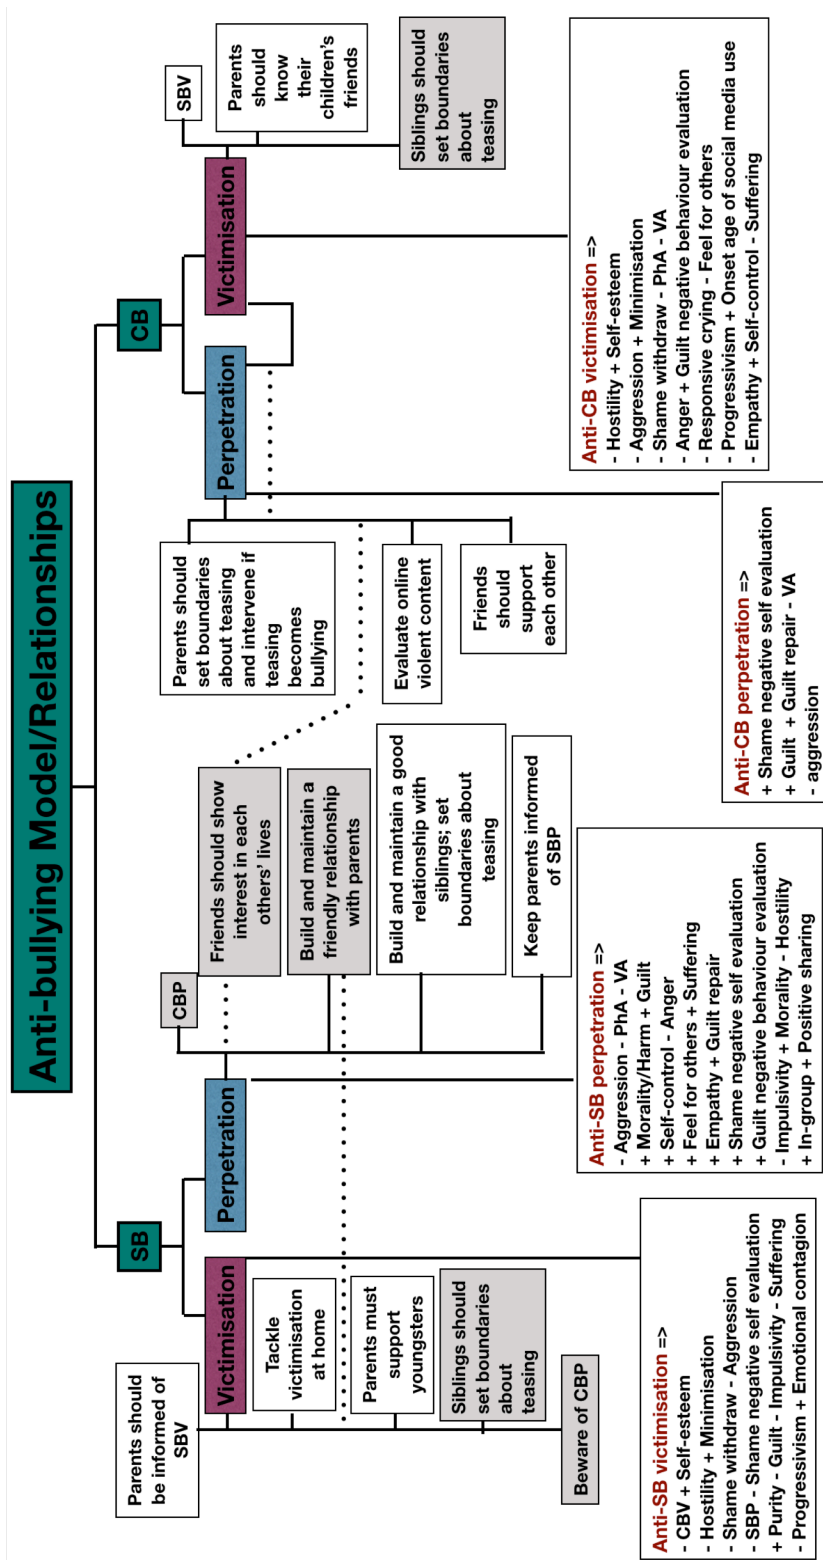 Anti-bullying Model/Relationships
SB
CB
Victimisation
Perpetration
Perpetration
Victimisation
Parents should
be informed of
SBV
Tackle
victimisation
at home
Parents must
support
youngsters
Siblings should
set boundaries
about
teasing
Beware of CBP
CBP
Friends should show
interest in each
others’ lives
Build and maintain a
friendly relationship
with parents
Build and maintain a good
relationship with
siblings; set
boundaries about
teasing
Keep parents informed
of SBP
Parents should
set boundaries
about teasing
and intervene if
teasing
becomes
bullying
Evaluate online
violent content
Friends
should
support
each other
SBV
Parents
should
know
their
children’s
friends
Siblings should
set boundaries
about
teasing
Anti-SB victimisation =>
- CBV + Self-esteem
- Hostility + Minimisation
- Shame withdraw - Aggression
- SBP - Shame negative self evaluation
+ Purity - Guilt - Impulsivity - Suffering
- Progressivism + Emotional contagion
Anti-SB perpetration =>
- Aggression - PhA - VA
+ Morality/Harm + Guilt
+ Self-control - Anger
+ Feel for others + Suffering
+ Empathy + Guilt repair
+ Shame negative self evaluation
+ Guilt negative behaviour evaluation
- Impulsivity + Morality - Hostility
+ In-group + Positive sharing
Anti-CB perpetration =>
+ Shame negative self evaluation
+ Guilt + Guilt repair - VA
- aggression
Anti-CB victimisation =>
- Hostility + Self-esteem
- Aggression + Minimisation
- Shame withdraw - PhA - VA
- Anger + Guilt negative behaviour evaluation
- Responsive crying - Feel for others
- Progressivism + Onset age of social media use
- Empathy + Self-control - Suffering